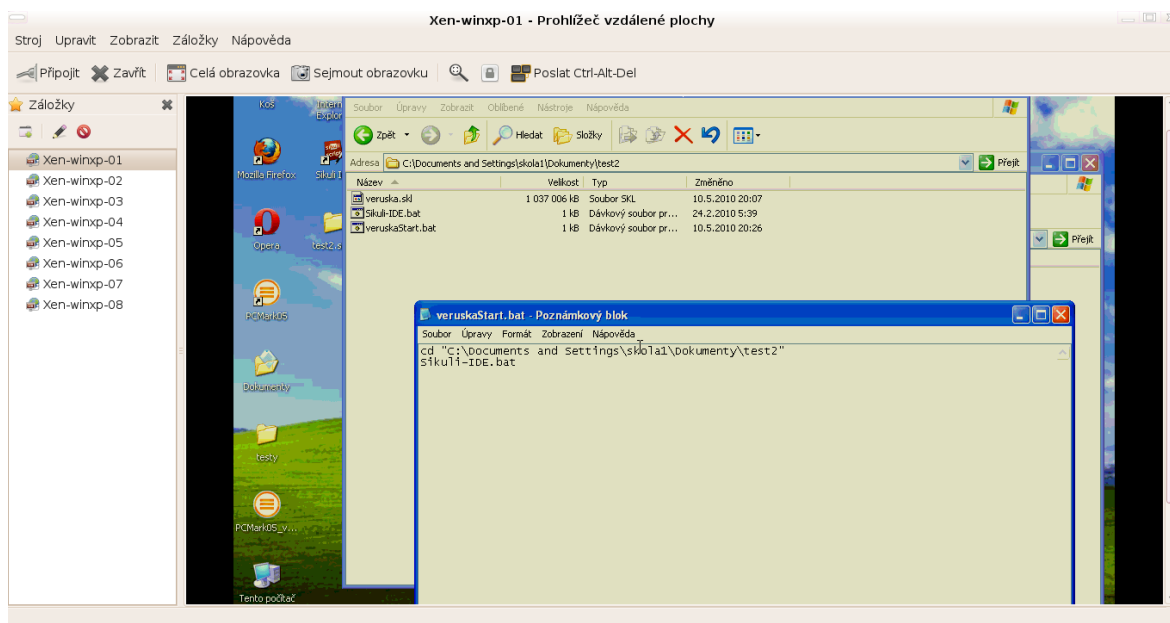 Xen-winxp-01 - Prohlížeč vzdálené plochy
Stroj Upravit Zobrazit Záložky Nápověda
Připojit Zavřít Celá obrazovka Sejmout obrazovku Poslat Ctrl-Alt-Del
Záložky
Xen-winxp-01
Xen-winxp-02
Xen-winxp-03
Xen-winxp-04
Xen-winxp-05
Xen-winxp-06
Xen-winxp-07
Xen-winxp-08
Koš
Mozilla Firefox
Opera
PCMark05
Dokumenty
testy
PCMark05_v...
Tento počítač
Soubor Úpravy Zobrazit Oblíbené Nástroje Nápověda
Zpět Hledat Složky
Adresa C:\Documents and Settings\skola1\Dokumenty\test2 Přejít
Název Velikost Typ Změněno
veruska.skl 1 037 006 kB Soubor SKL 10.5.2010 20:07
Sikuli-IDE.bat 1 kB Dávkový soubor pr... 24.2.2010 5:39
veruskaStart.bat 1 kB Dávkový soubor pr... 10.5.2010 20:26
Přejít
veruskaStart.bat - Poznámkový blok
Soubor Úpravy Formát Zobrazení Nápověda
cd "C:\Documents and Settings\skola1\Dokumenty\test2"
Sikuli-IDE.bat